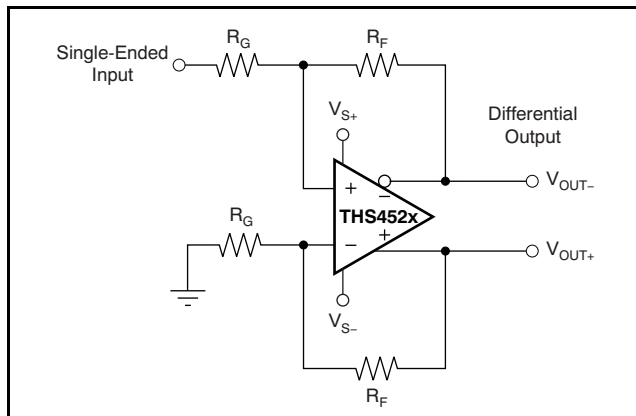 Single-Ended
Input
R_G
R_F
V_S+
Differential
Output
+
−
THS452x
V_OUT−
R_G
−
+
V_OUT+
V_S−
R_F